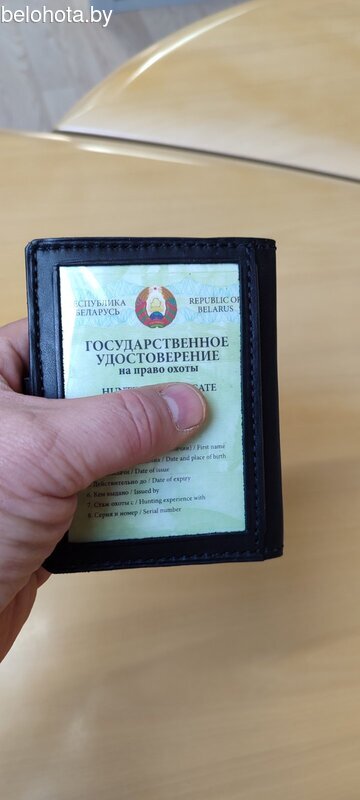 belohota.by
ЕСПУБЛИКА
БЕЛАРУСЬ
REPUBLIC OF
BELARUS
ГОСУДАРСТВЕННОЕ
УДОСТОВЕРЕНИЕ
на право охоты
/ First name
/ Date and place of birth
/ Date of issue
Действительно до / Date of expiry
6. Кем выдано / Issued by
7. Стаж охоты с / Hunting experience with
8. Серия и номер / Serial number